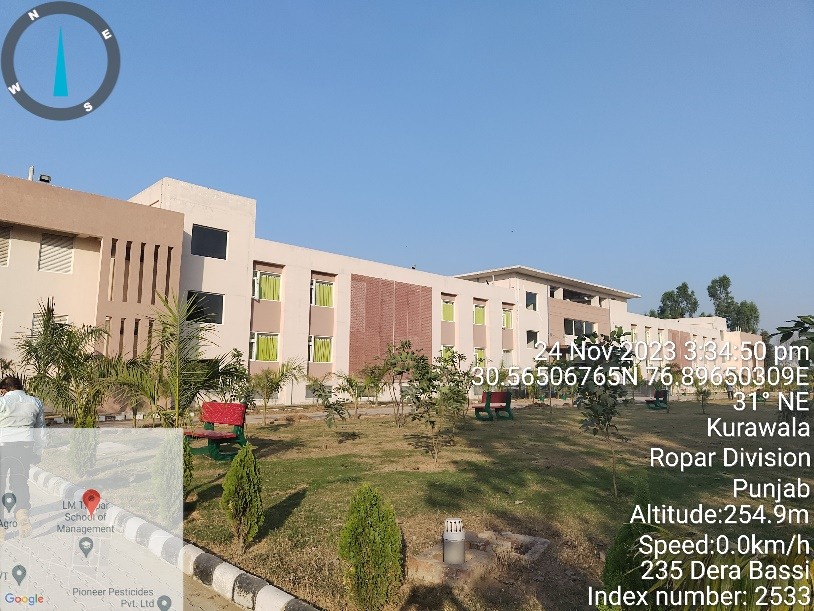 N
E
W
S
24 Nov 2023 3:34:50 pm
30.56506765N 76.89650309E
31° NE
Kurawala
Ropar Division
Punjab
Altitude:254.9m
Speed:0.0km/h
235 Dera Bassi
Index number: 2533
Agro
LM Thapar
School of
Management
Pioneer Pesticides
Pvt. Ltd
Google